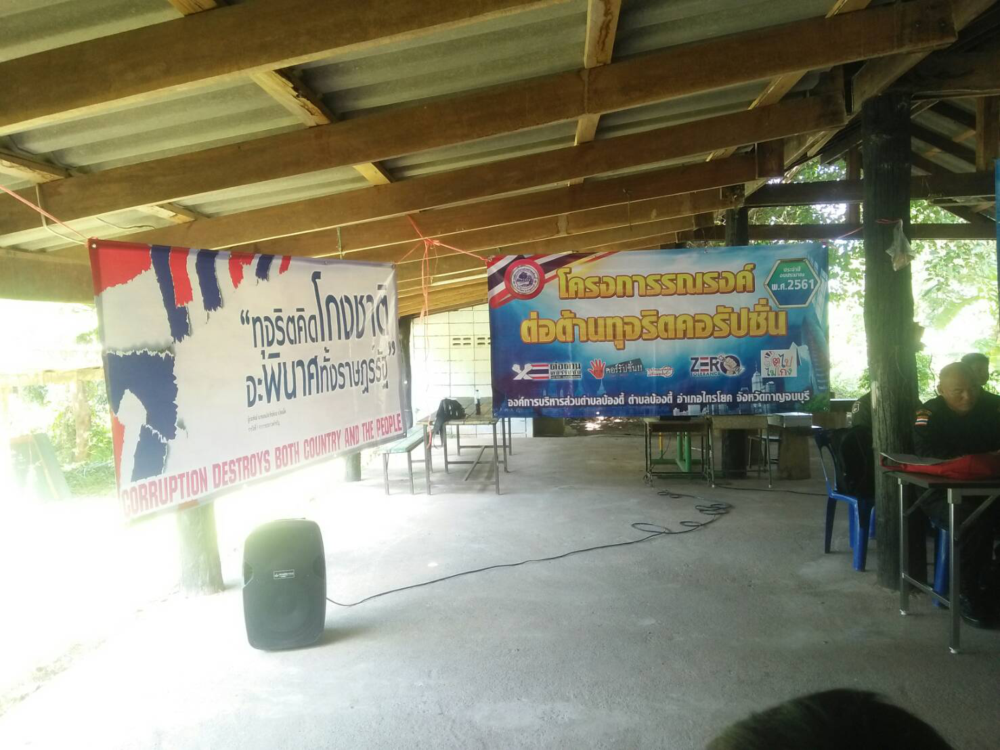 “ทุจริตคิดโกงชาติ
จะพินาศทั้งราษฎร์รัฐ”
CORRUPTION DESTROYS BOTH COUNTRY AND THE PEOPLE
โครงการรณรงค์
ต่อต้านทุจริตคอรัปชั่น
ประจำปี
งบประมาณ
พ.ศ.2561
ต่อต้าน
คอร์รัปชัน
คอร์รัปชั่น!!
ZERO
TOLERANCE
โตไป
ไม่โกง
องค์การบริหารส่วนตำบลบ้องตี้ ตำบลบ้องตี้ อำเภอไทรโยค จังหวัดกาญจนบุรี